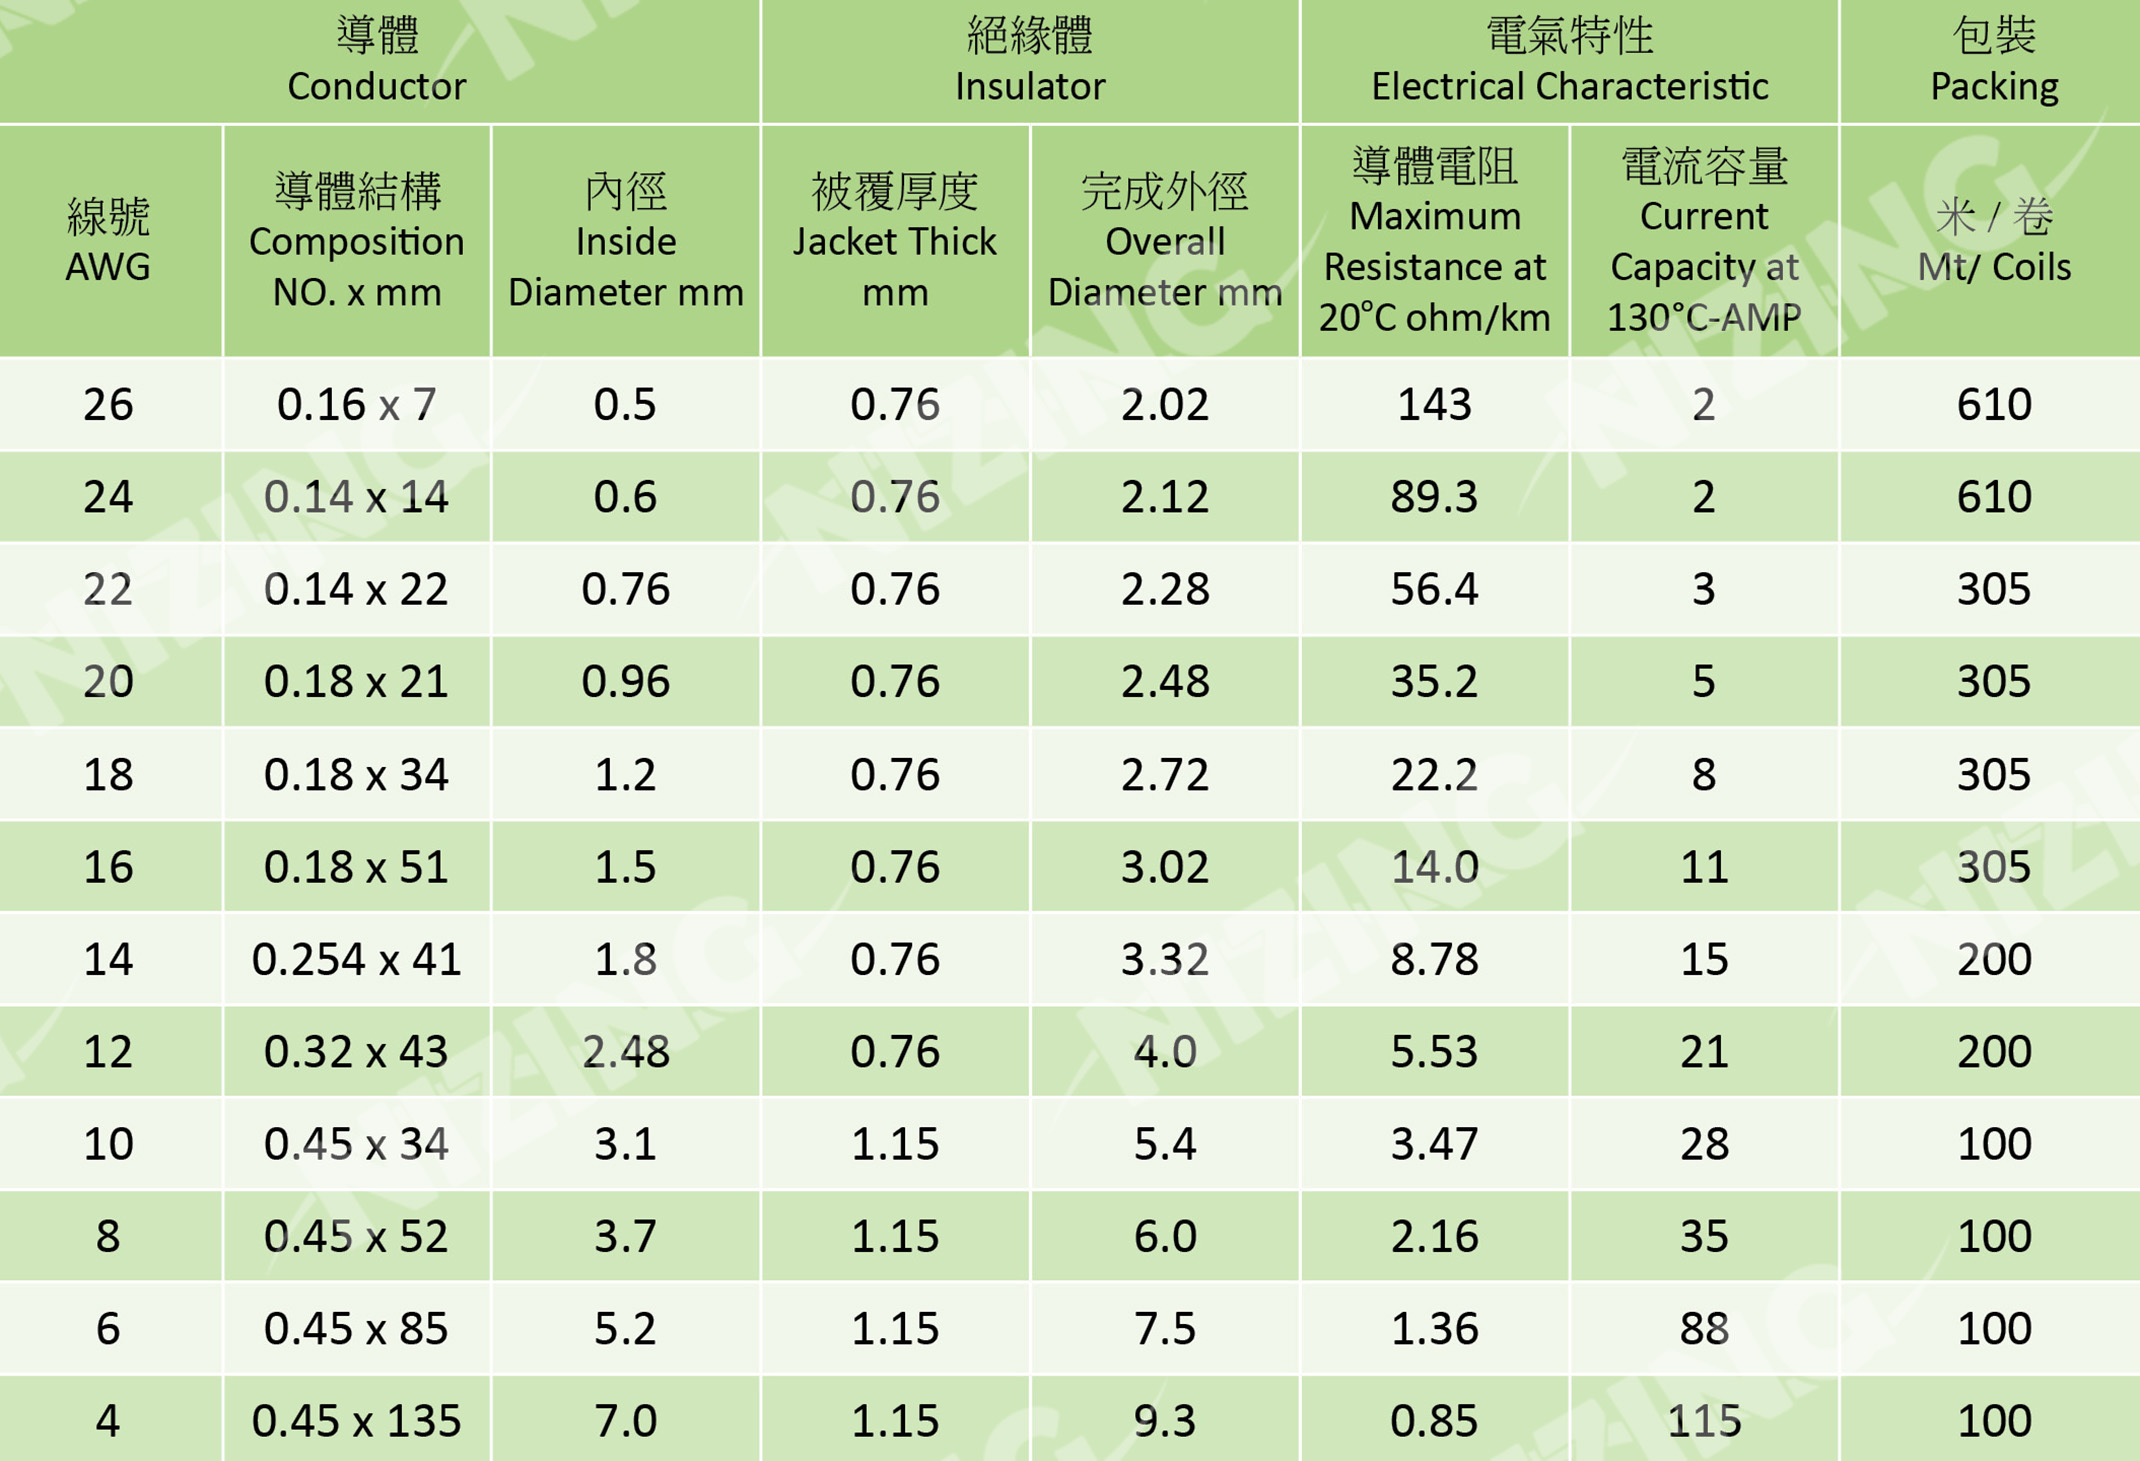 導體
Conductor
絕緣體
Insulator
電氣特性
Electrical Characteristic
包裝
Packing
線號
AWG
導體結構
Composition
NO. x mm
內徑
Inside
Diameter mm
被覆厚度
Jacket Thick
mm
完成外徑
Overall
Diameter mm
導體電阻
Maximum
Resistance at
20°C ohm/km
電流容量
Current
Capacity at
130°C-AMP
米 / 卷
Mt/ Coils
26 0.16 x 7 0.5 0.76 2.02 143 2 610
24 0.14 x 14 0.6 0.76 2.12 89.3 2 610
22 0.14 x 22 0.76 0.76 2.28 56.4 3 305
20 0.18 x 21 0.96 0.76 2.48 35.2 5 305
18 0.18 x 34 1.2 0.76 2.72 22.2 8 305
16 0.18 x 51 1.5 0.76 3.02 14.0 11 305
14 0.254 x 41 1.8 0.76 3.32 8.78 15 200
12 0.32 x 43 2.48 0.76 4.0 5.53 21 200
10 0.45 x 34 3.1 1.15 5.4 3.47 28 100
8 0.45 x 52 3.7 1.15 6.0 2.16 35 100
6 0.45 x 85 5.2 1.15 7.5 1.36 88 100
4 0.45 x 135 7.0 1.15 9.3 0.85 115 100
NIZING
NIZING
NIZING
NIZING
NIZING